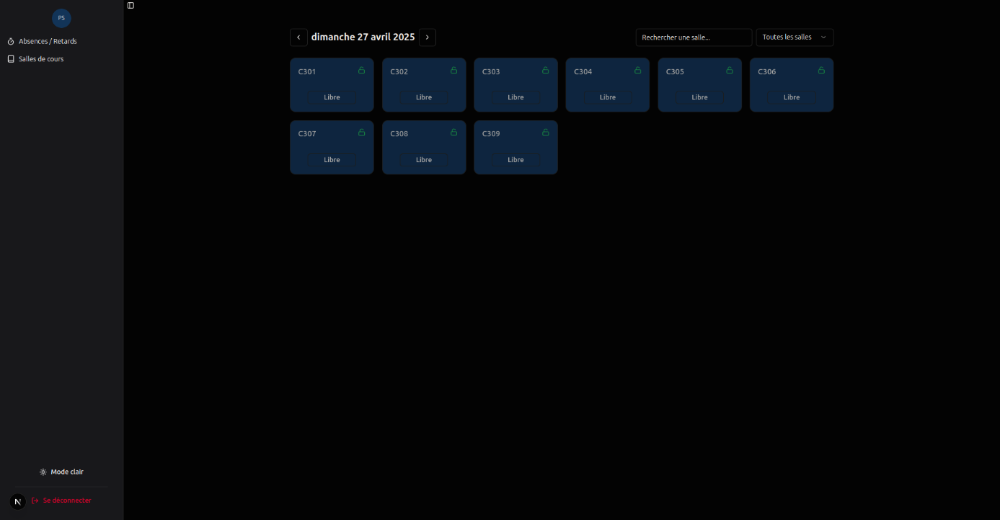 PS
Absences / Retards
Salles de cours
dimanche 27 avril 2025
Rechercher une salle...
Toutes les salles
C301
C302
C303
C304
C305
C306
Libre
Libre
Libre
Libre
Libre
Libre
C307
C308
C309
Libre
Libre
Libre
Mode clair
N
Se déconnecter